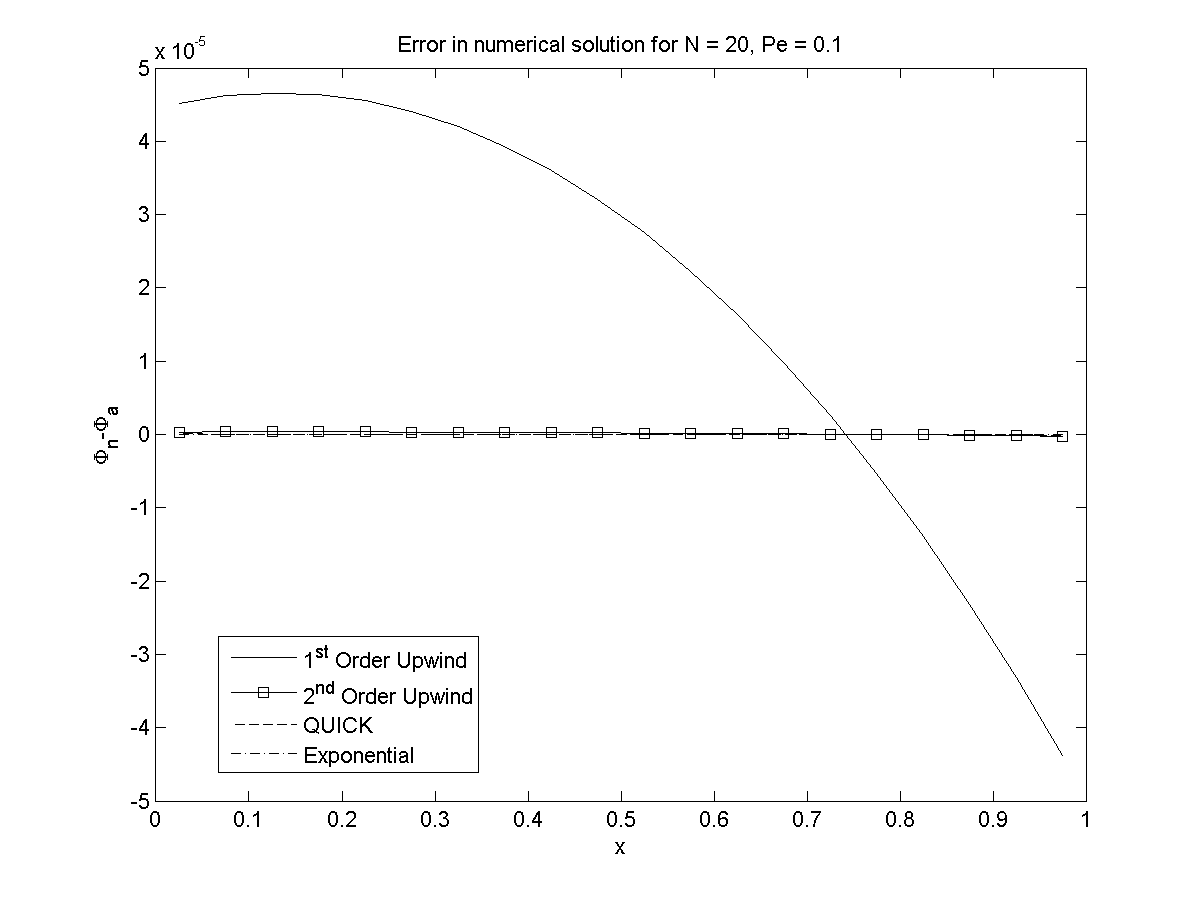 Error in numerical solution for N = 20, Pe = 0.1
x 10^-5
5
4
3
2
1
0
-1
-2
-3
-4
-5
Φn-Φa
1st Order Upwind
2nd Order Upwind
QUICK
Exponential
0 0.1 0.2 0.3 0.4 0.5 0.6 0.7 0.8 0.9 1
x